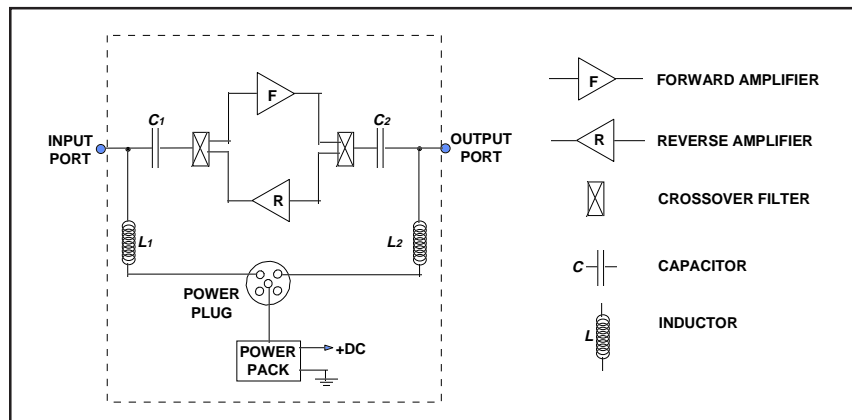 F
C1
C2
INPUT
PORT
OUTPUT
PORT
R
L1
L2
POWER
PLUG
POWER
PACK
+DC
F
FORWARD AMPLIFIER
R
REVERSE AMPLIFIER
CROSSOVER FILTER
C
CAPACITOR
L
INDUCTOR